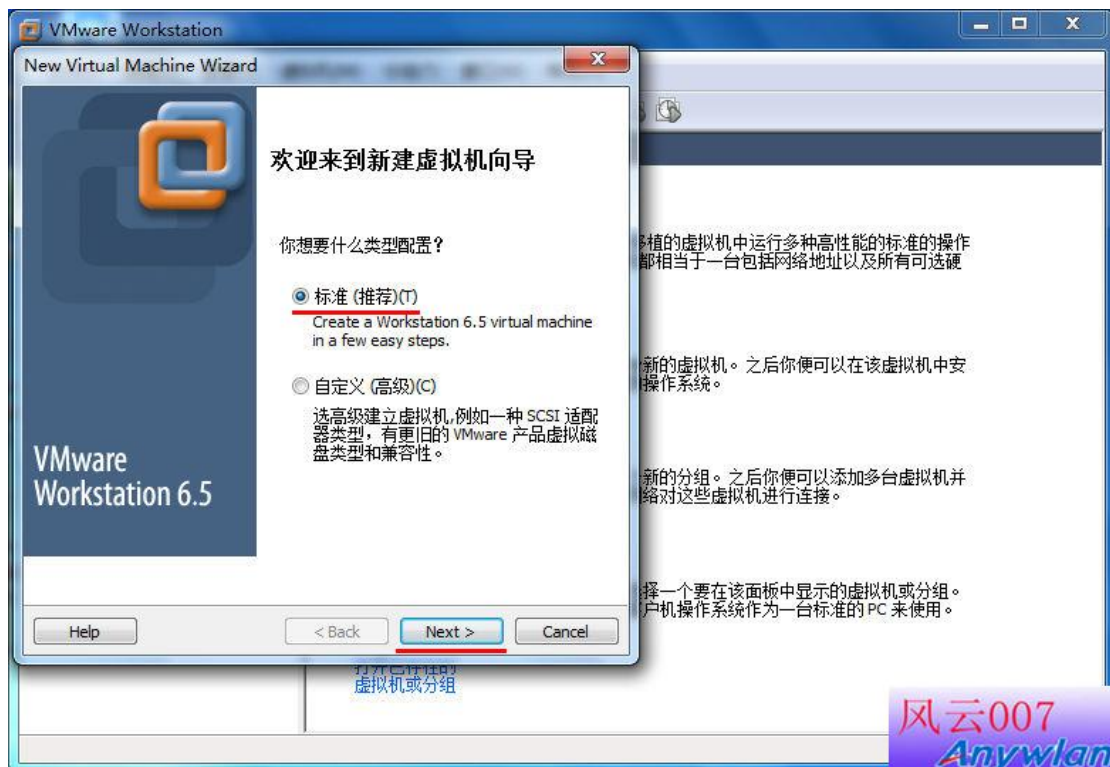 VMware Workstation
New Virtual Machine Wizard
欢迎来到新建虚拟机向导
你想要什么类型配置?
标准 (推荐)(T)
Create a Workstation 6.5 virtual machine
in a few easy steps.
自定义 (高级)(C)
选高级建立虚拟机,例如一种 SCSI 适配
器类型，有更旧的 VMware 产品虚拟磁
盘类型和兼容性。
VMware
Workstation 6.5
Help
< Back
Next >
Cancel
植的虚拟机中运行多种高性能的标准的操作
都相当于一台包括网络地址以及所有可选硬
新的虚拟机。之后你便可以在该虚拟机中安
操作系统。
新的分组。之后你便可以添加多台虚拟机并
络对这些虚拟机进行连接。
择一个要在该面板中显示的虚拟机或分组。
户机操作系统作为一台标准的 PC 来使用。
打开已存在的
虚拟机或分组
风云007
Anywlan